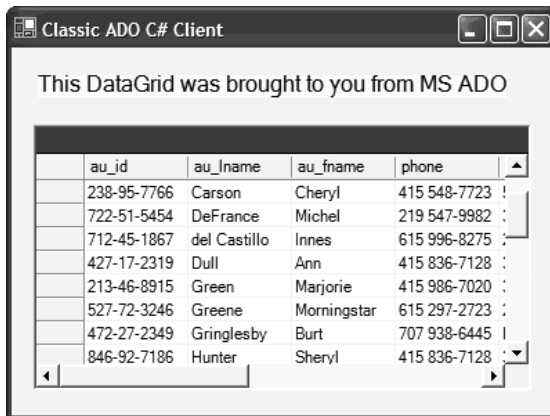 Classic ADO C# Client
This DataGrid was brought to you from MS ADO
au_id au_lname au_fname phone
238-95-7766 Carson Cheryl 415 548-7723
722-51-5454 DeFrance Michel 219 547-9982
712-45-1867 del Castillo Innes 615 996-8275
427-17-2319 Dull Ann 415 836-7128
213-46-8915 Green Marjorie 415 986-7020
527-72-3246 Greene Morningstar 615 297-2723
472-27-2349 Gringlesby Burt 707 938-6445
846-92-7186 Hunter Sheryl 415 836-7128